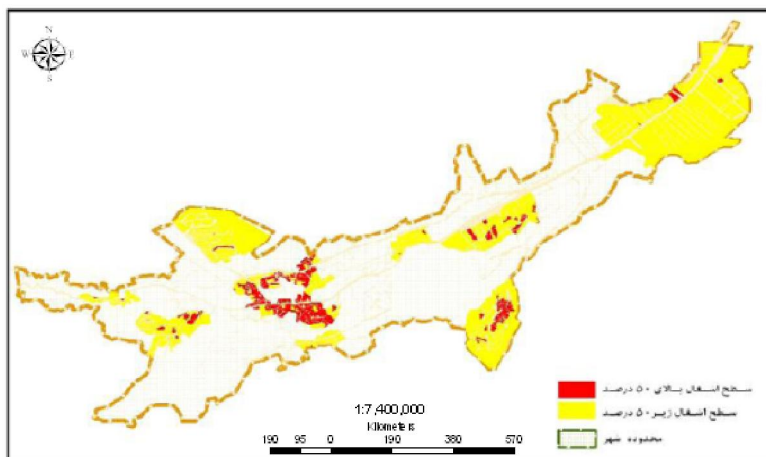 N
W E
S
سطح اشغال بالای ۵۰ درصد
سطح اشغال زیر ۵۰ درصد
محدوده شهر
1:7,400,000
Kilometers
190 95 0 190 380 570